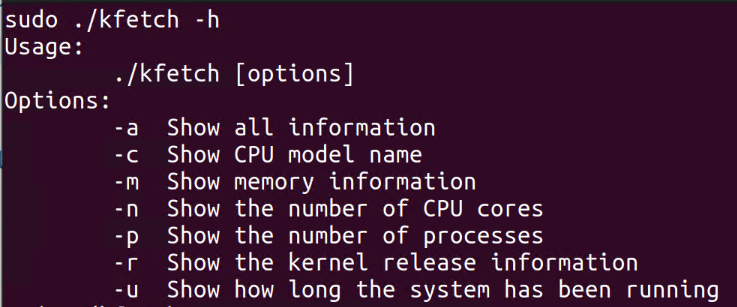 sudo ./kfetch -h
Usage:
./kfetch [options]
Options:
-a Show all information
-c Show CPU model name
-m Show memory information
-n Show the number of CPU cores
-p Show the number of processes
-r Show the kernel release information
-u Show how long the system has been running